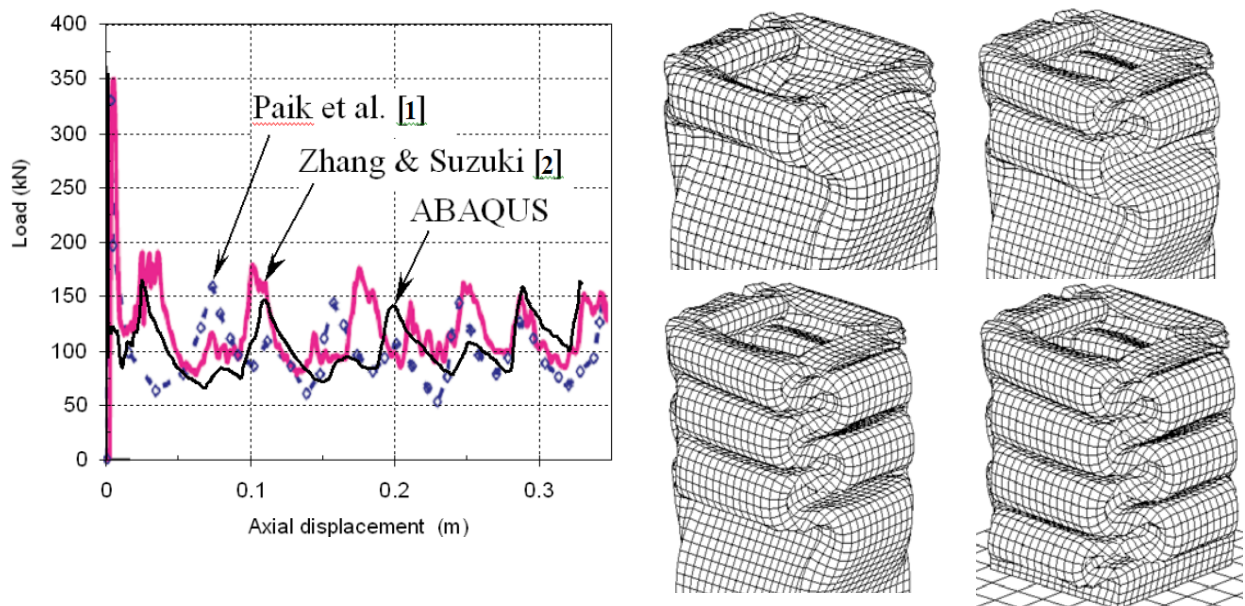 400
350
300
250
200
150
100
50
0
Load (kN)
Paik et al. [1]
Zhang & Suzuki [2]
ABAQUS
0
0.1
0.2
0.3
Axial displacement (m)